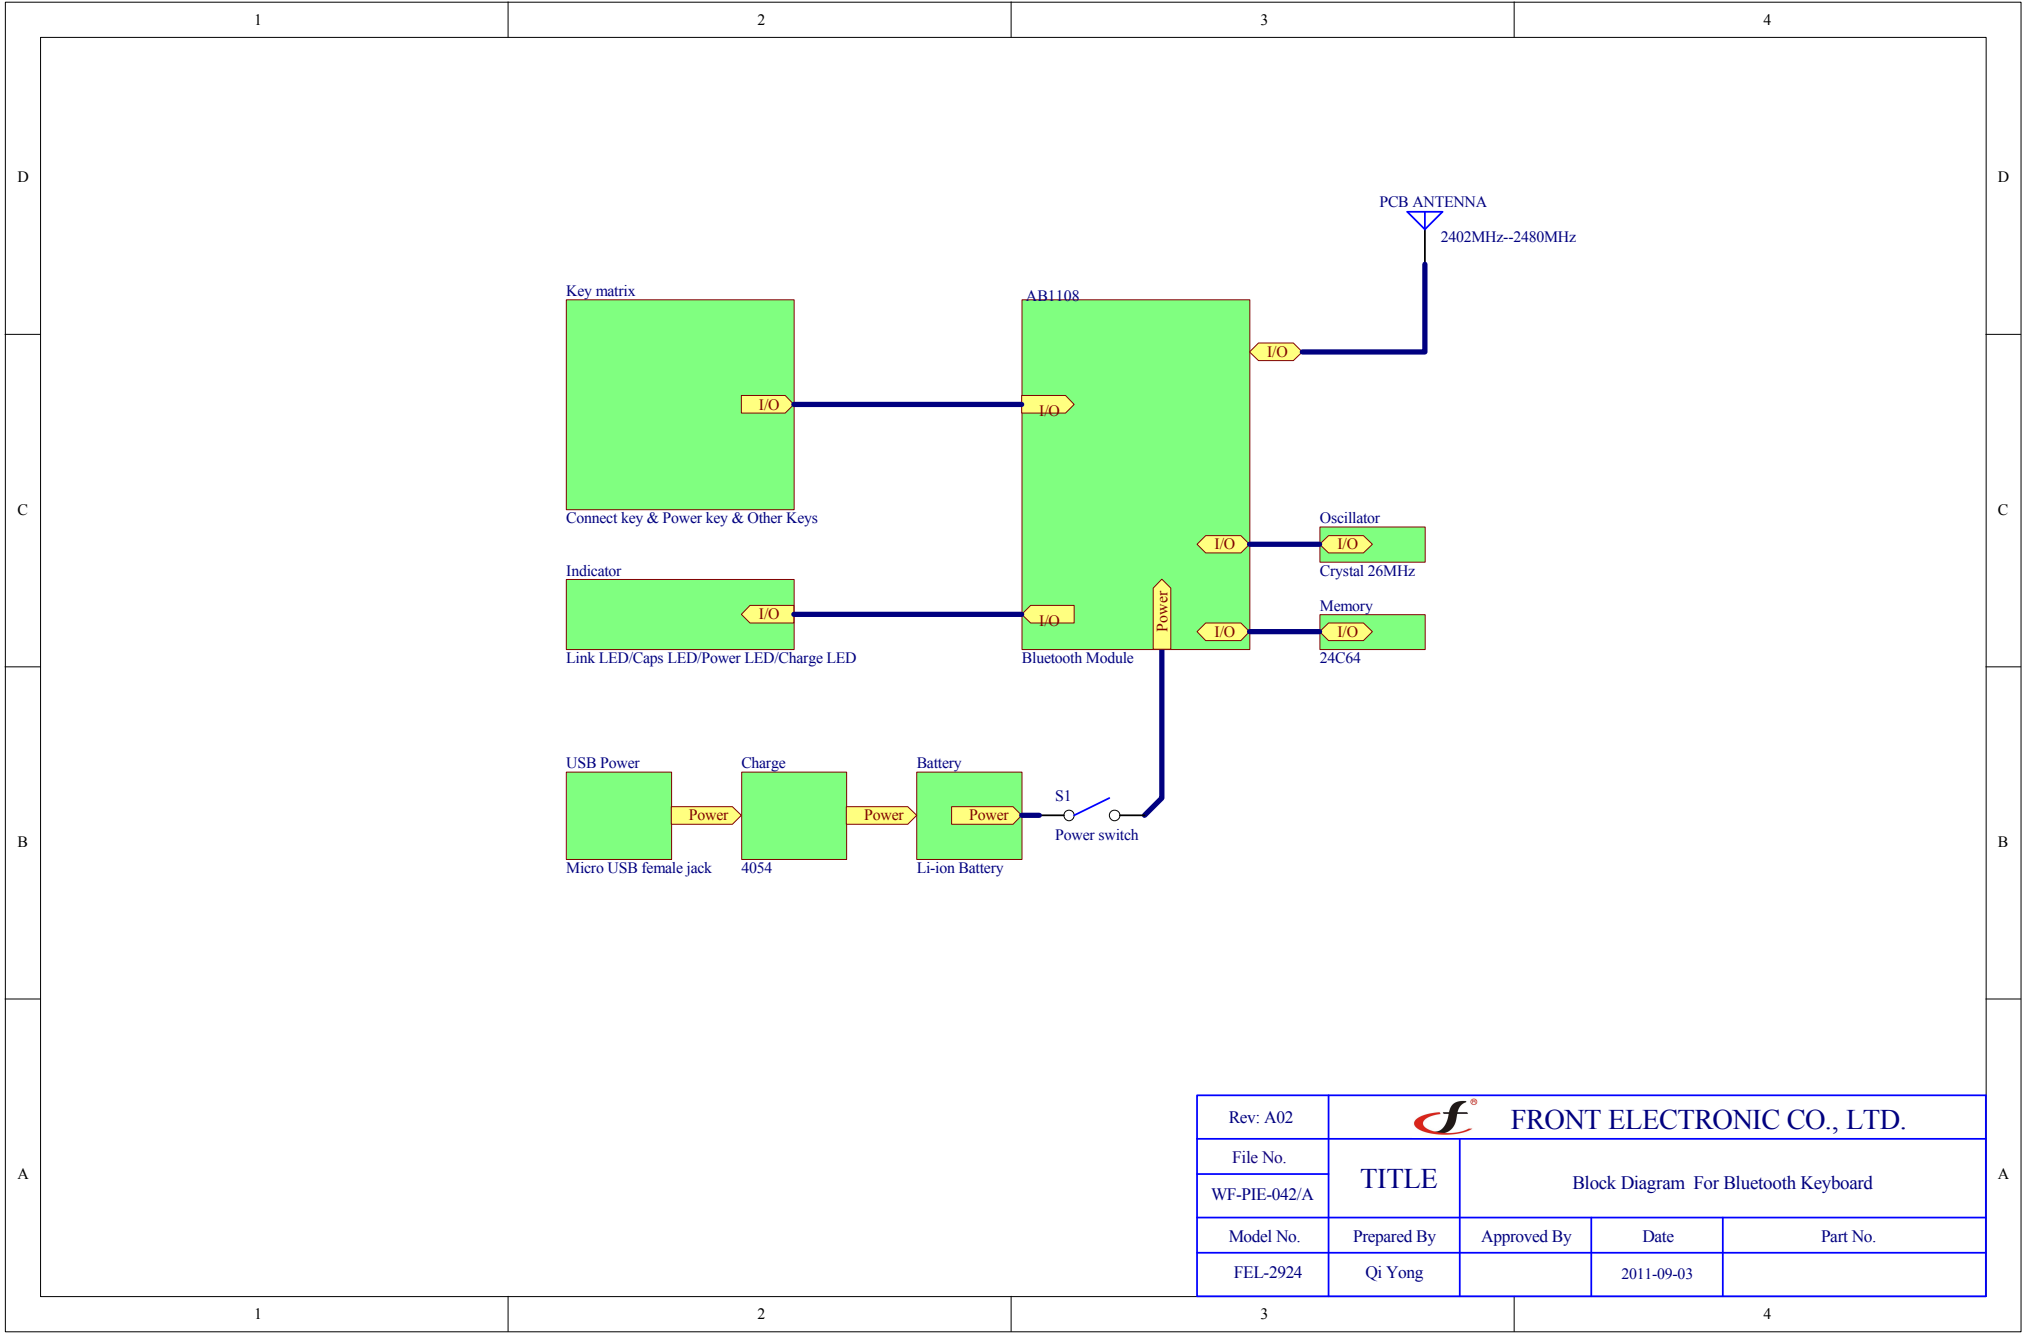 1 2 3 4
D D
PCB ANTENNA
2402MHz--2480MHz
Key matrix
AB1108
I/O
I/O
I/O
C C
Connect key & Power key & Other Keys
Oscillator
I/O
I/O
Crystal 26MHz
Indicator
I/O
I/O
Power
Memory
I/O
I/O
Link LED/Caps LED/Power LED/Charge LED
Bluetooth Module
24C64
USB Power
Charge
Battery
S1
Power
Power
Power
Power switch
B B
Micro USB female jack
4054
Li-ion Battery
Rev: A02
f ®
FRONT ELECTRONIC CO., LTD.
File No.
WF-PIE-042/A
TITLE
Block Diagram For Bluetooth Keyboard
A A
Model No.
Prepared By
Approved By
Date
Part No.
FEL-2924
Qi Yong
2011-09-03
1 2 3 4